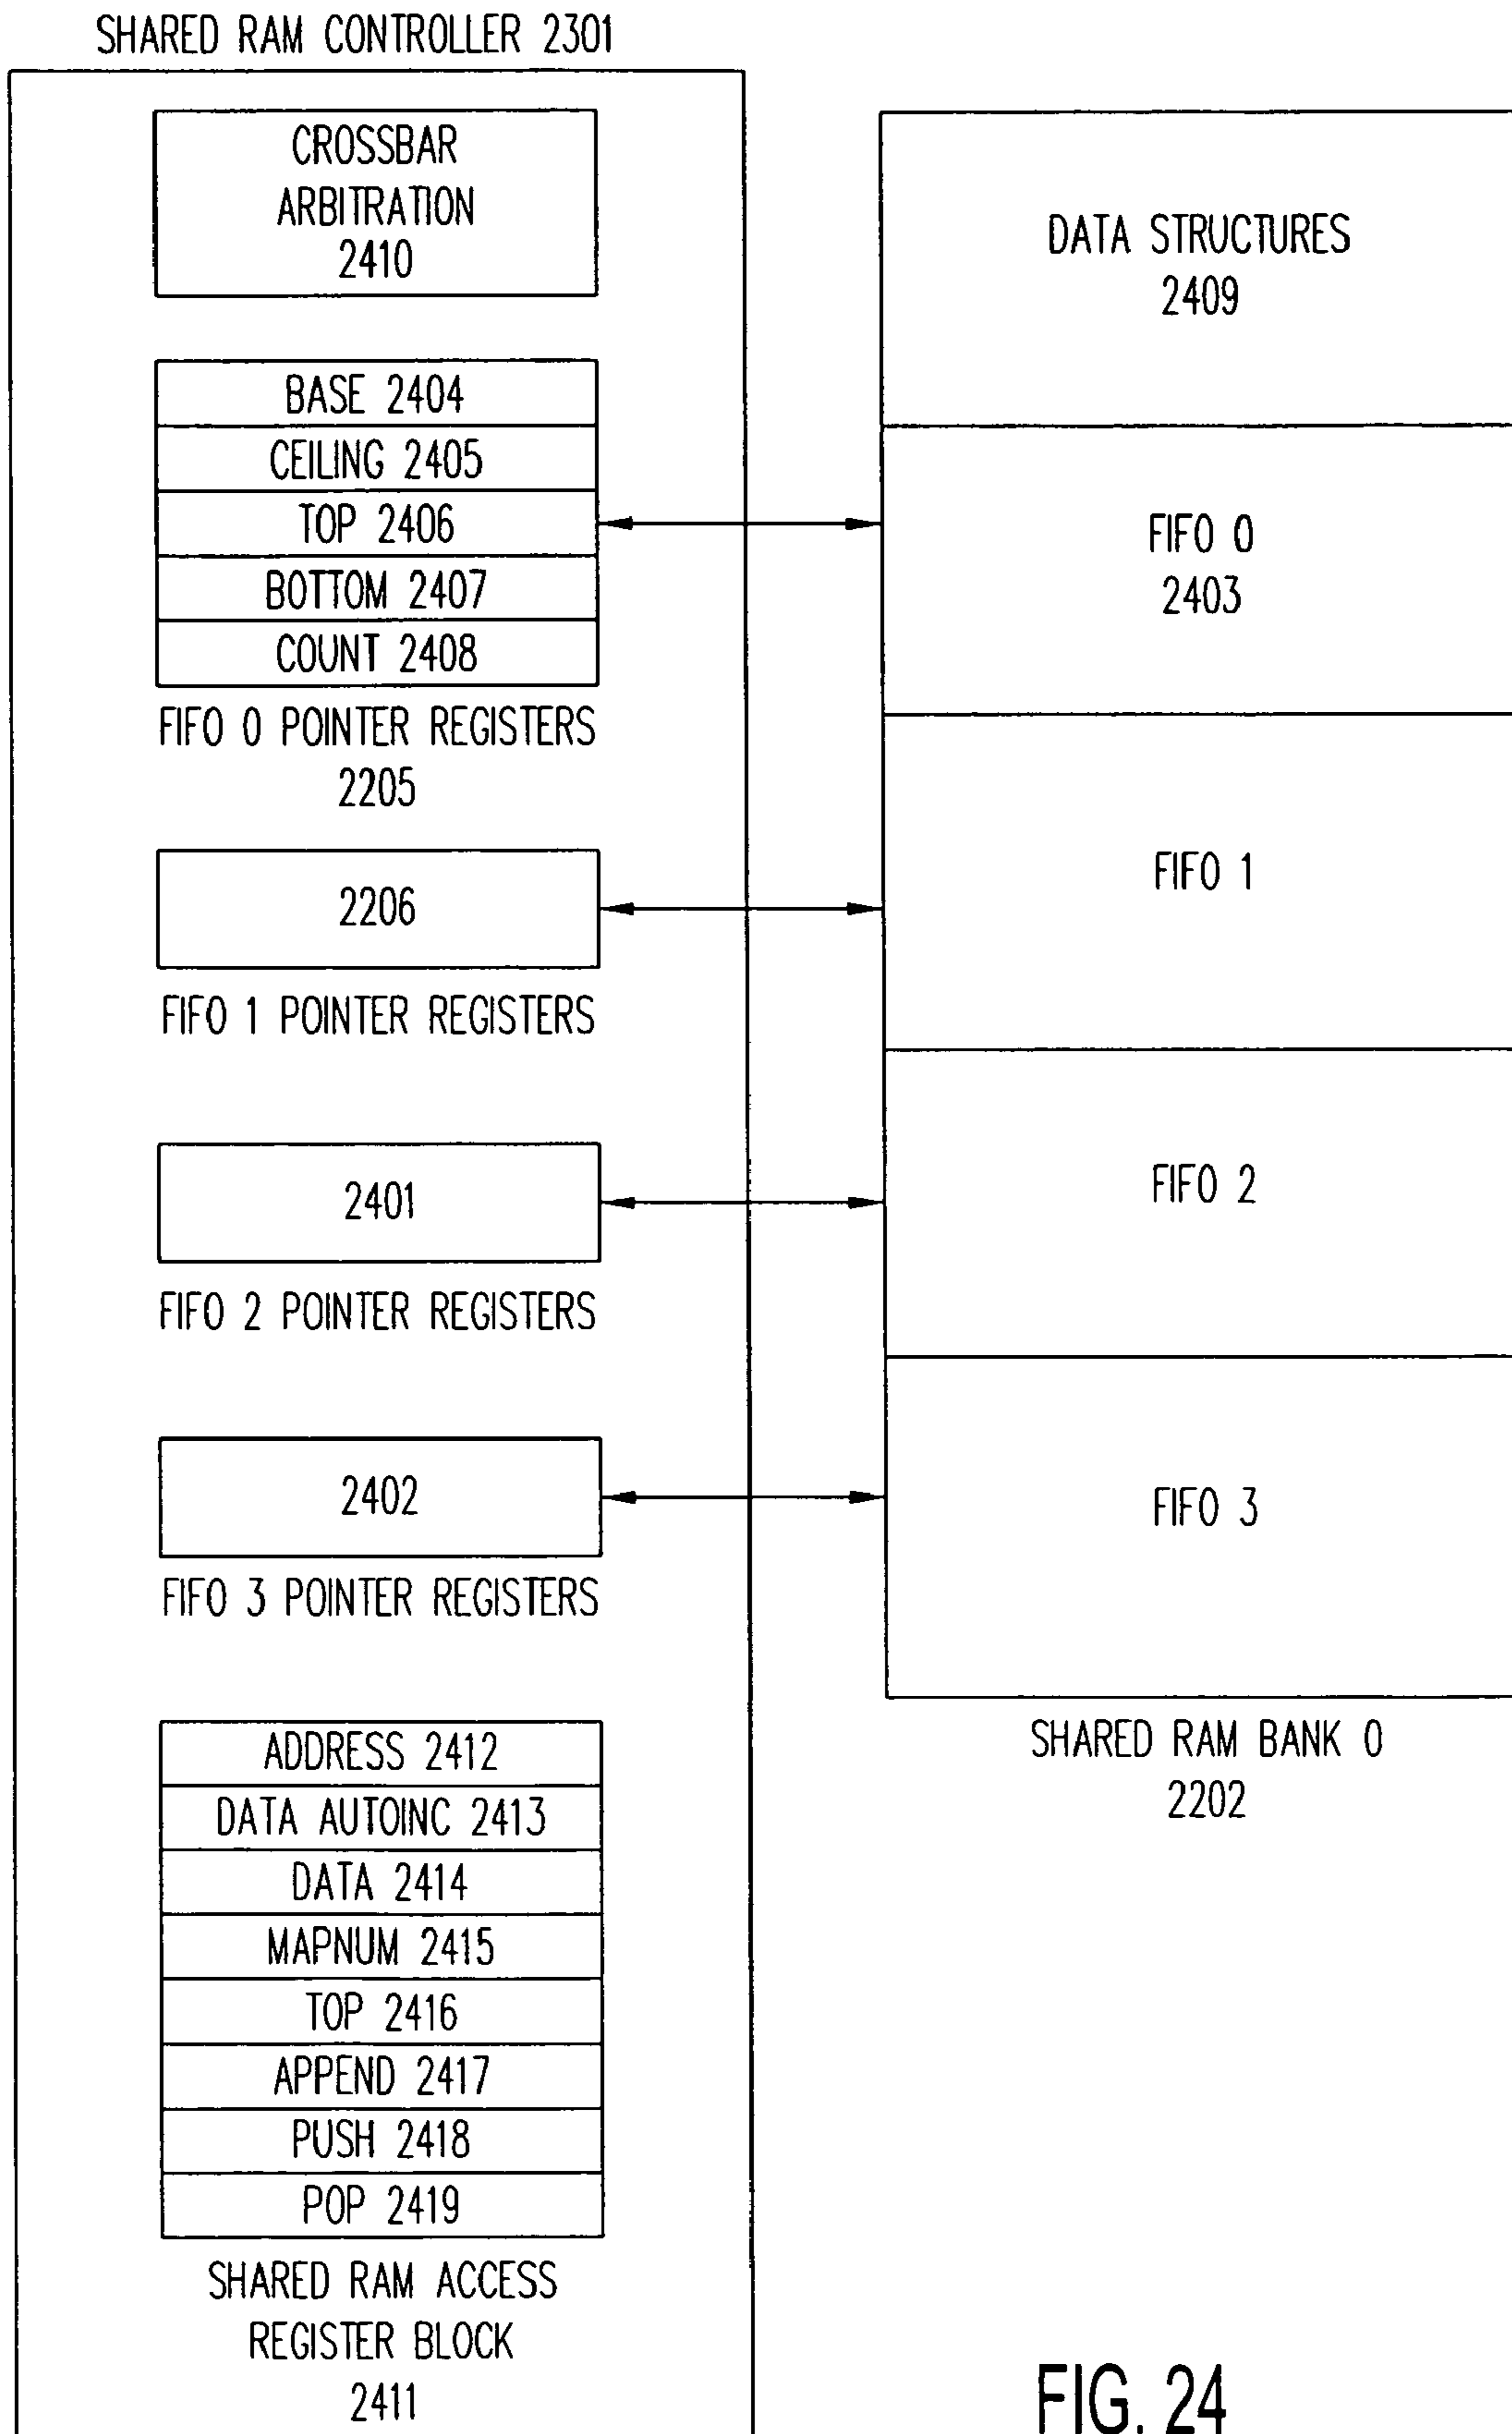 SHARED RAM CONTROLLER 2301
CROSSBAR
ARBITRATION
2410
BASE 2404
CEILING 2405
TOP 2406
BOTTOM 2407
COUNT 2408
FIFO 0 POINTER REGISTERS
2205
2206
FIFO 1 POINTER REGISTERS
2401
FIFO 2 POINTER REGISTERS
2402
FIFO 3 POINTER REGISTERS
ADDRESS 2412
DATA AUTOINC 2413
DATA 2414
MAPNUM 2415
TOP 2416
APPEND 2417
PUSH 2418
POP 2419
SHARED RAM ACCESS
REGISTER BLOCK
2411
DATA STRUCTURES
2409
FIFO 0
2403
FIFO 1
FIFO 2
FIFO 3
SHARED RAM BANK 0
2202
FIG. 24